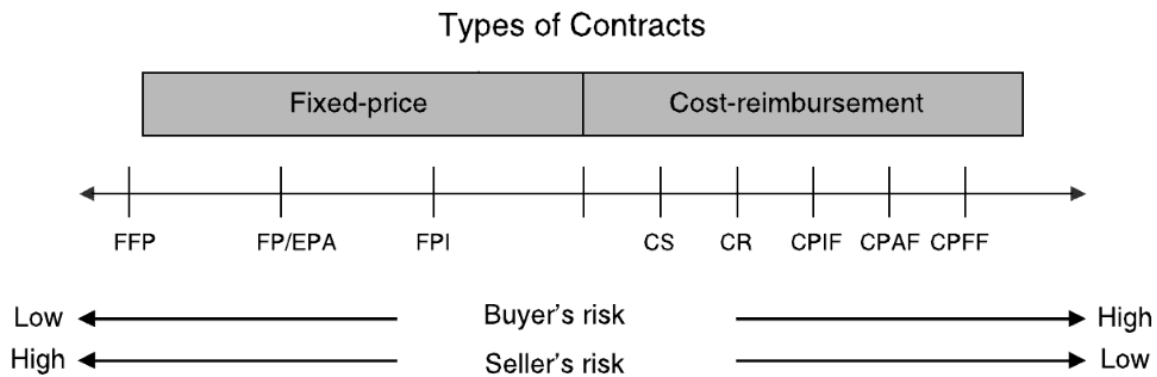 Types of Contracts
Fixed-price Cost-reimbursement
FFP FP/EPA FPI CS CR CPIF CPAF CPFF
Low Buyer's risk High
High Seller's risk Low